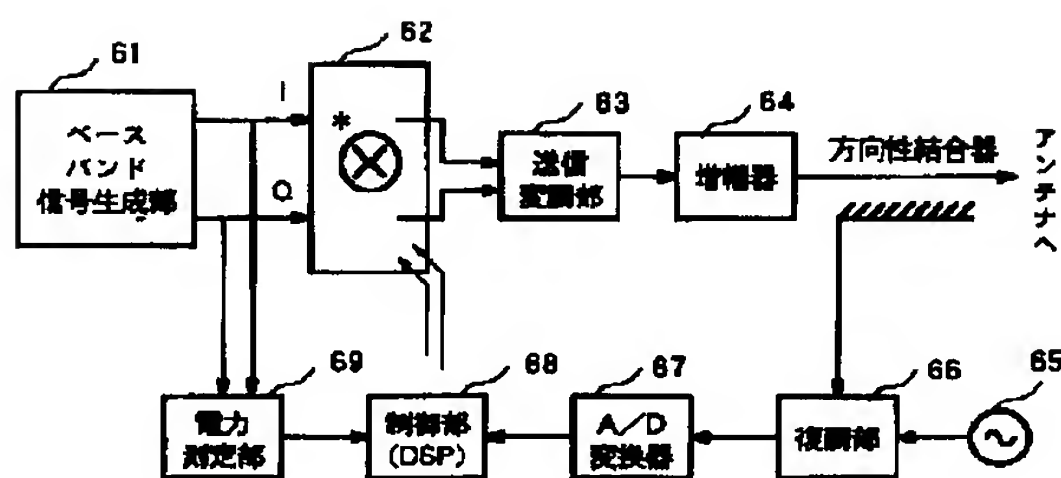 61
ベース
バンド
信号生成部
I
Q
62
*
63
送信
変調部
64
増幅器
方向性結合器
アンテナへ
65
66
復調部
67
A/D
変換器
68
制御部
(DSP)
69
電力
測定部